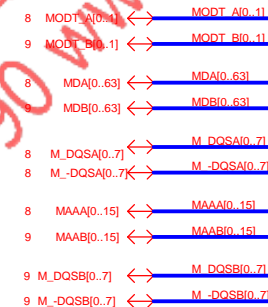 8 MODT_A[0..1] MODT_A[0..1]
9 MODT_B[0..1] MODT_B[0..1]
8 MDA[0..63] MDA[0..63]
9 MDB[0..63] MDB[0..63]
8 M_DQSA[0..7] M_DQSA[0..7]
8 M_-DQSA[0..7] M_-DQSA[0..7]
8 MAAA[0..15] MAAA[0..15]
9 MAAB[0..15] MAAB[0..15]
9 M_DQSB[0..7] M_DQSB[0..7]
9 M_-DQSB[0..7] M_-DQSB[0..7]